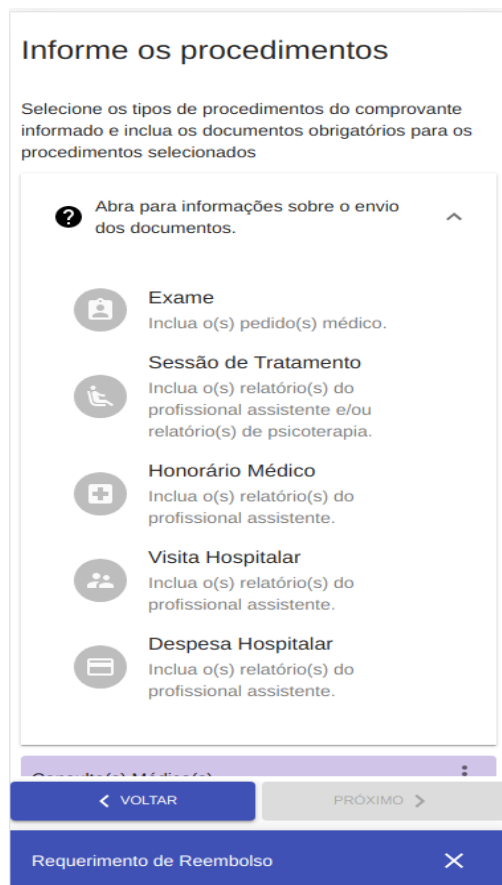 Informe os procedimentos
Selecione os tipos de procedimentos do comprovante
informado e inclua os documentos obrigatórios para os
procedimentos selecionados
Abra para informações sobre o envio
dos documentos.
Exame
Inclua o(s) pedido(s) médico.
Sessão de Tratamento
Inclua o(s) relatório(s) do
profissional assistente e/ou
relatório(s) de psicoterapia.
Honorário Médico
Inclua o(s) relatório(s) do
profissional assistente.
Visita Hospitalar
Inclua o(s) relatório(s) do
profissional assistente.
Despesa Hospitalar
Inclua o(s) relatório(s) do
profissional assistente.
Consulta(s) Médica(s)
VOLTAR
PRÓXIMO
Requerimento de Reembolso